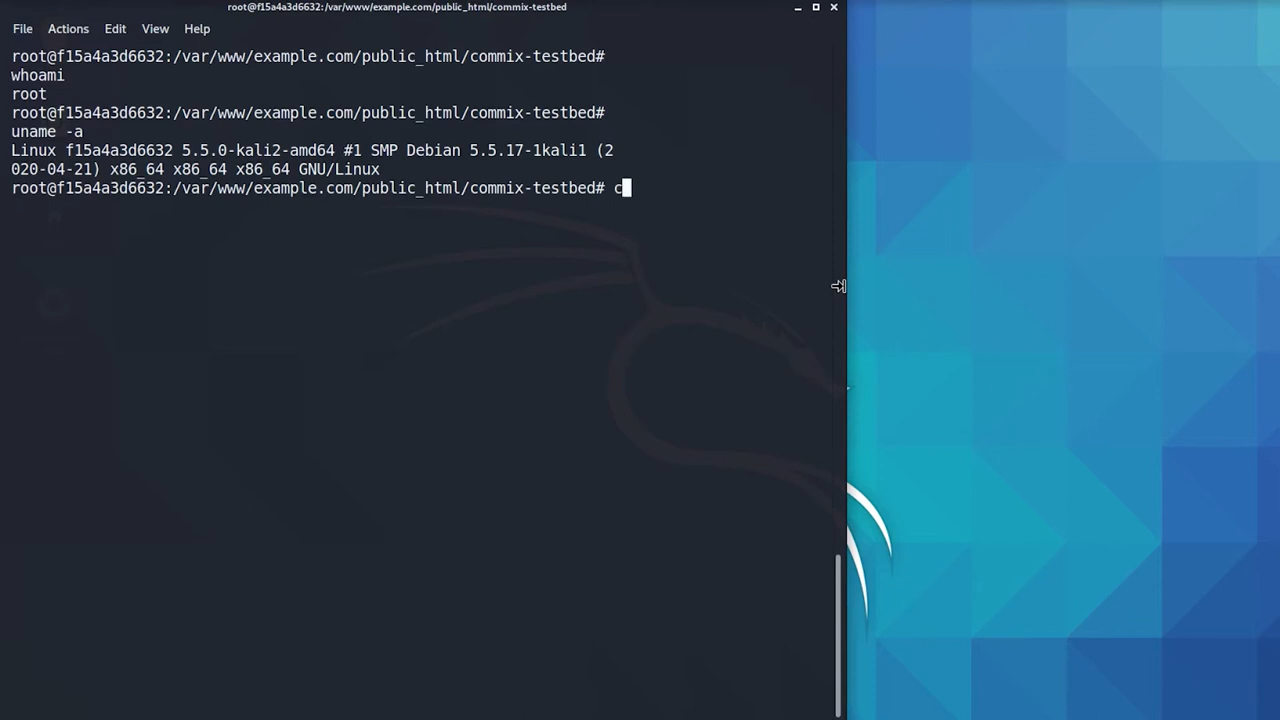 root@f15a4a3d6632:/var/www/example.com/public_html/commix-testbed
File Actions Edit View Help
root@f15a4a3d6632:/var/www/example.com/public_html/commix-testbed#
whoami
root
root@f15a4a3d6632:/var/www/example.com/public_html/commix-testbed#
uname -a
Linux f15a4a3d6632 5.5.0-kali2-amd64 #1 SMP Debian 5.5.17-1kali1 (2
020-04-21) x86_64 x86_64 x86_64 GNU/Linux
root@f15a4a3d6632:/var/www/example.com/public_html/commix-testbed# c